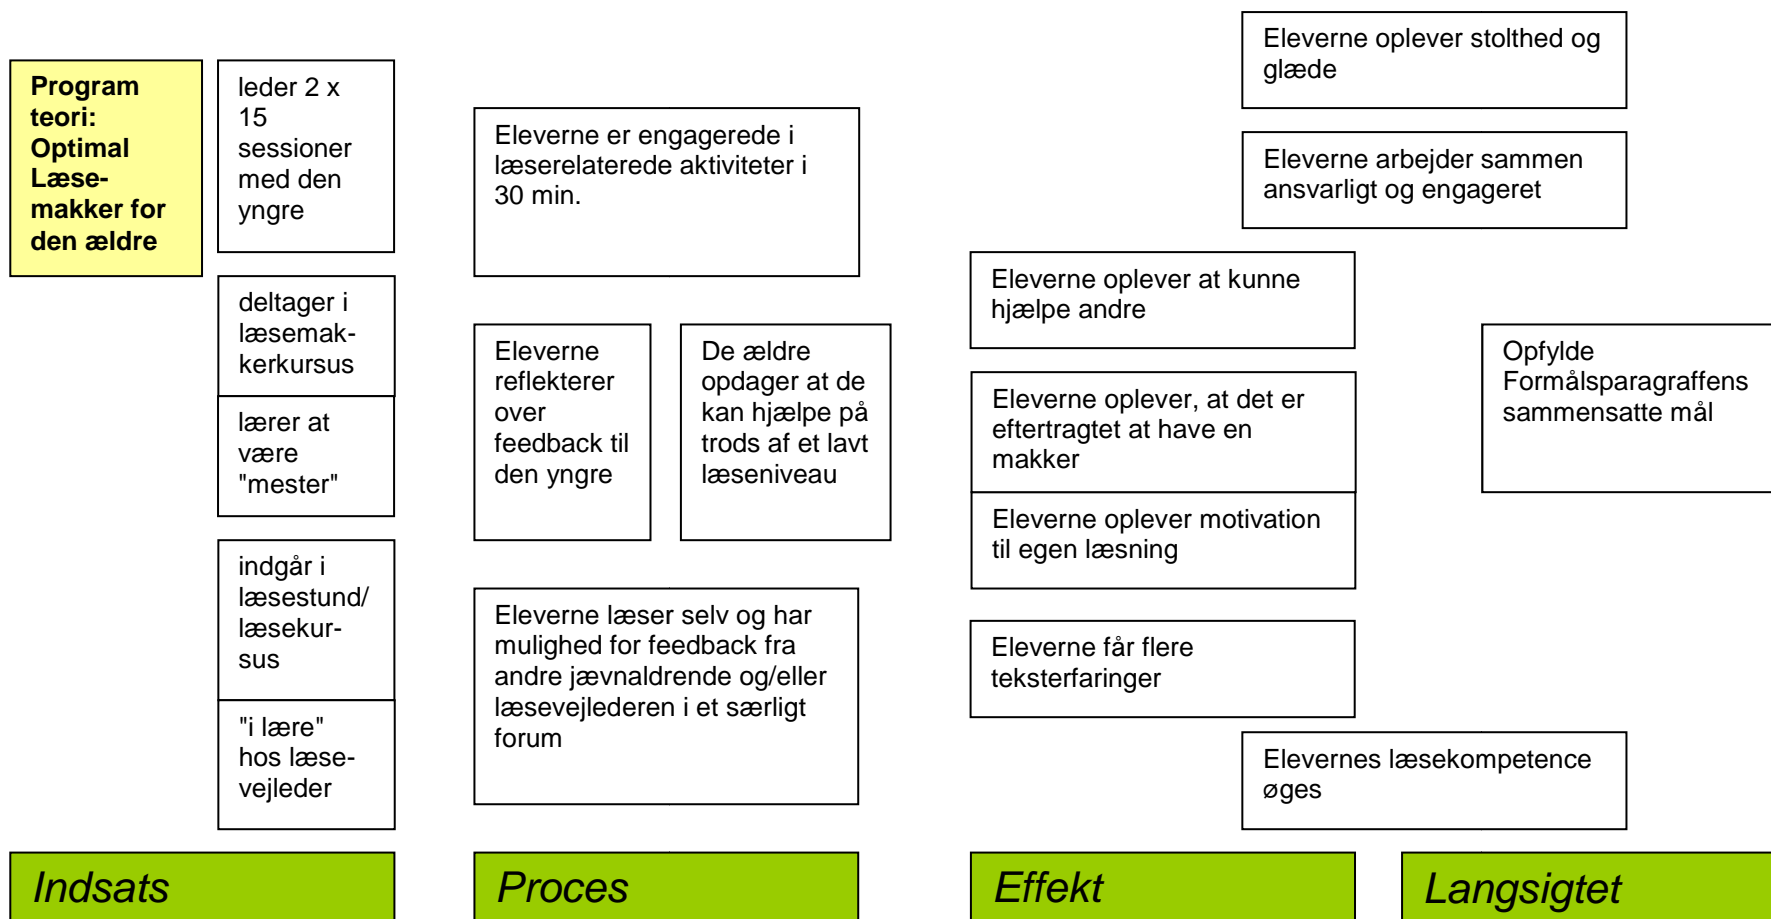 Program
teori:
Optimal
Læse-
makker for
den ældre
leder 2 x
15
sessioner
med den
yngre
deltager i
læsemak-
kerkursus
lærer at
være
"mester"
indgår i
læsestund/
læsekur-
sus
"i lære"
hos læse-
vejleder
Indsats
Eleverne er engagerede i
læserelaterede aktiviteter i
30 min.
Eleverne
reflekterer
over
feedback til
den yngre
De ældre
opdager at de
kan hjælpe på
trods af et lavt
læseniveau
Eleverne læser selv og har
mulighed for feedback fra
andre jævnaldrende og/eller
læsevejlederen i et særligt
forum
Proces
Eleverne oplever stolthed og
glæde
Eleverne arbejder sammen
ansvarligt og engageret
Eleverne oplever at kunne
hjælpe andre
Eleverne oplever, at det er
eftertragtet at have en
makker
Eleverne oplever motivation
til egen læsning
Eleverne får flere
teksterfaringer
Elevernes læsekompetence
øges
Effekt
Opfylde
Formålsparagraffens
sammensatte mål
Langsigtet